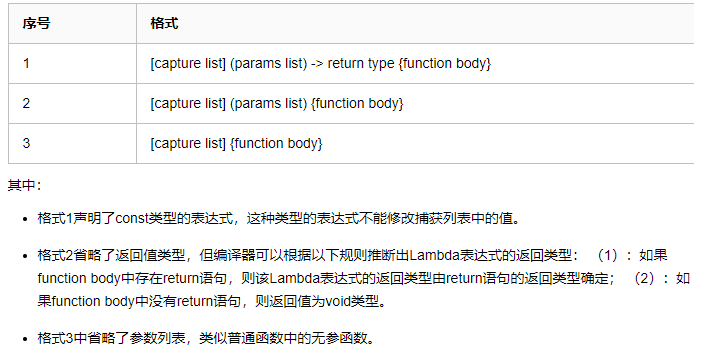 序号 格式
1 [capture list] (params list) -> return type {function body}
2 [capture list] (params list) {function body}
3 [capture list] {function body}
其中：
• 格式1声明了const类型的表达式，这种类型的表达式不能修改捕获列表中的值。
• 格式2省略了返回值类型，但编译器可以根据以下规则推断出Lambda表达式的返回类型： （1）：如果
function body中存在return语句，则该Lambda表达式的返回类型由return语句的返回类型确定； （2）：如
果function body中没有return语句，则返回值为void类型。
• 格式3中省略了参数列表，类似普通函数中的无参函数。